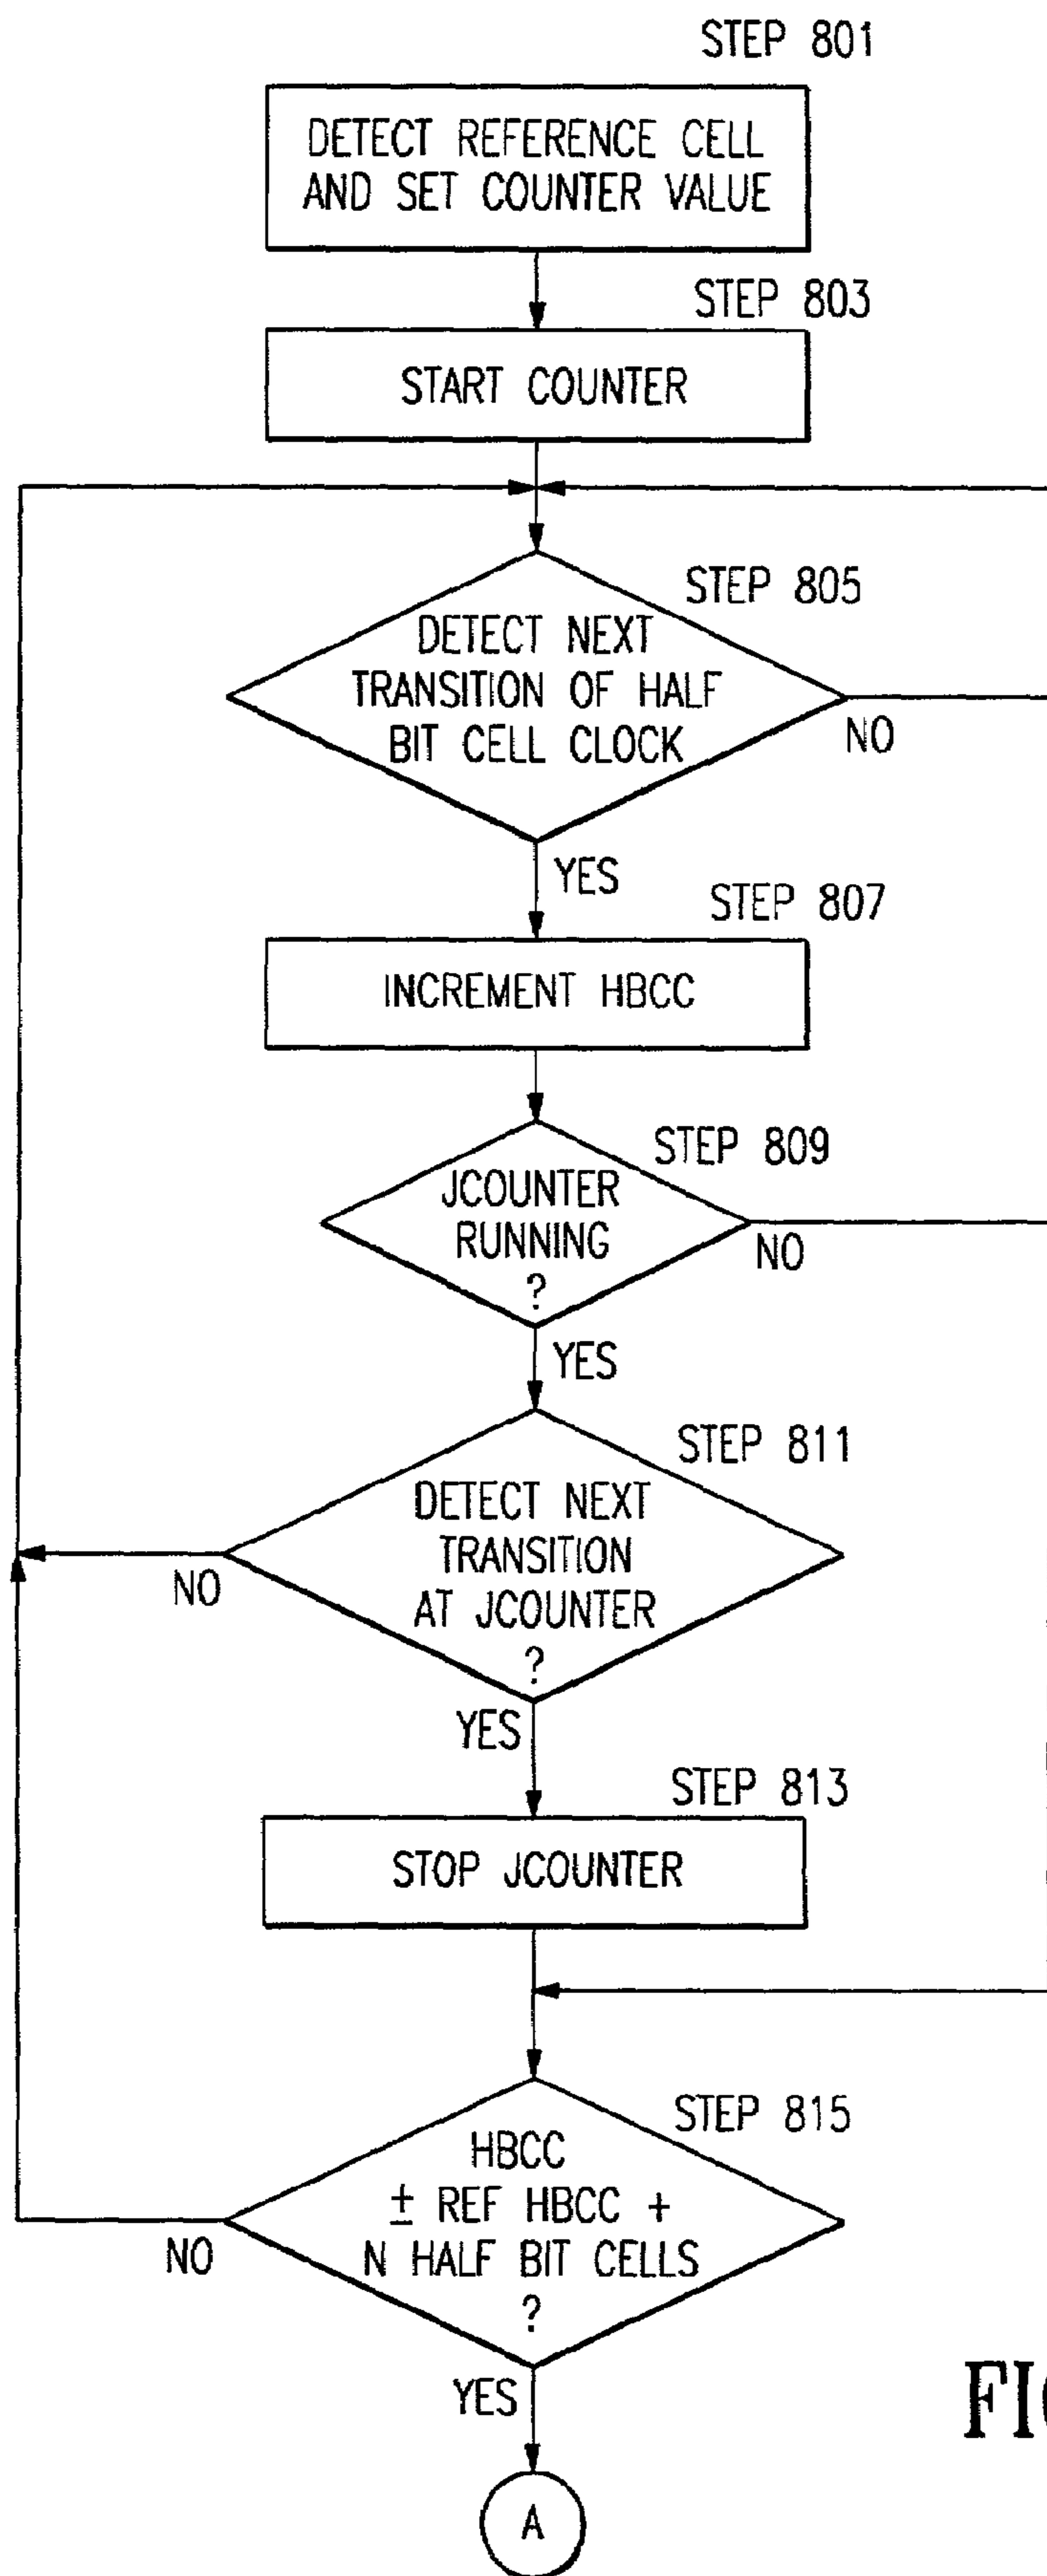 STEP 801
DETECT REFERENCE CELL
AND SET COUNTER VALUE
STEP 803
START COUNTER
STEP 805
DETECT NEXT
TRANSITION OF HALF
BIT CELL CLOCK
NO
YES
STEP 807
INCREMENT HBCC
STEP 809
JCOUNTER
RUNNING
?
NO
YES
STEP 811
DETECT NEXT
TRANSITION
AT JCOUNTER
?
NO
YES
STEP 813
STOP JCOUNTER
STEP 815
HBCC
± REF HBCC +
N HALF BIT CELLS
?
NO
YES
A